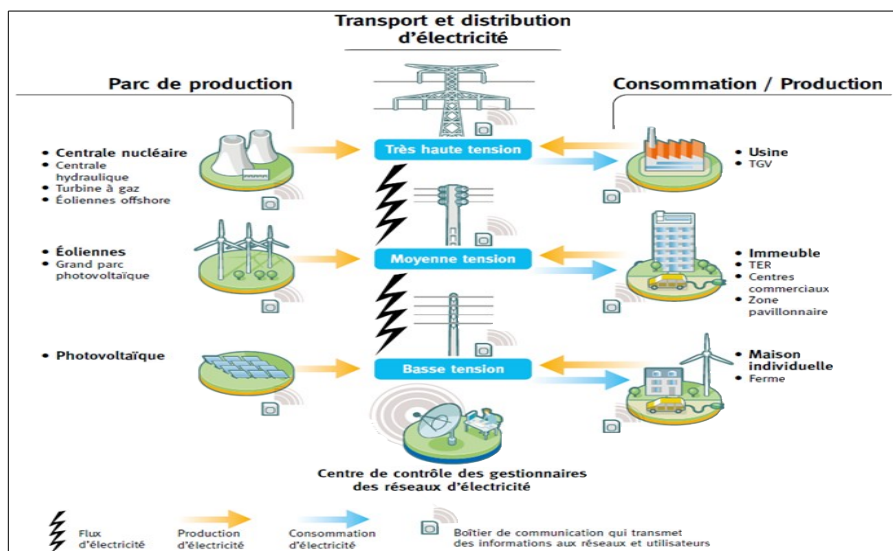 Transport et distribution
d'électricité
Parc de production
Consommation / Production
• Centrale nucléaire
• Centrale
hydraulique
• Turbine à gaz
• Éoliennes offshore
Très haute tension
• Usine
• TGV
• Éoliennes
• Grand parc
photovoltaïque
Moyenne tension
• Immeuble
• TER
• Centres
commerciaux
• Zone
pavillonnaire
• Photovoltaïque
Basse tension
• Maison
individuelle
• Ferme
Centre de contrôle des gestionnaires
des réseaux d'électricité
Flux
d'électricité
Production
d'électricité
Consommation
d'électricité
Boîtier de communication qui transmet
des informations aux réseaux et utilisateurs